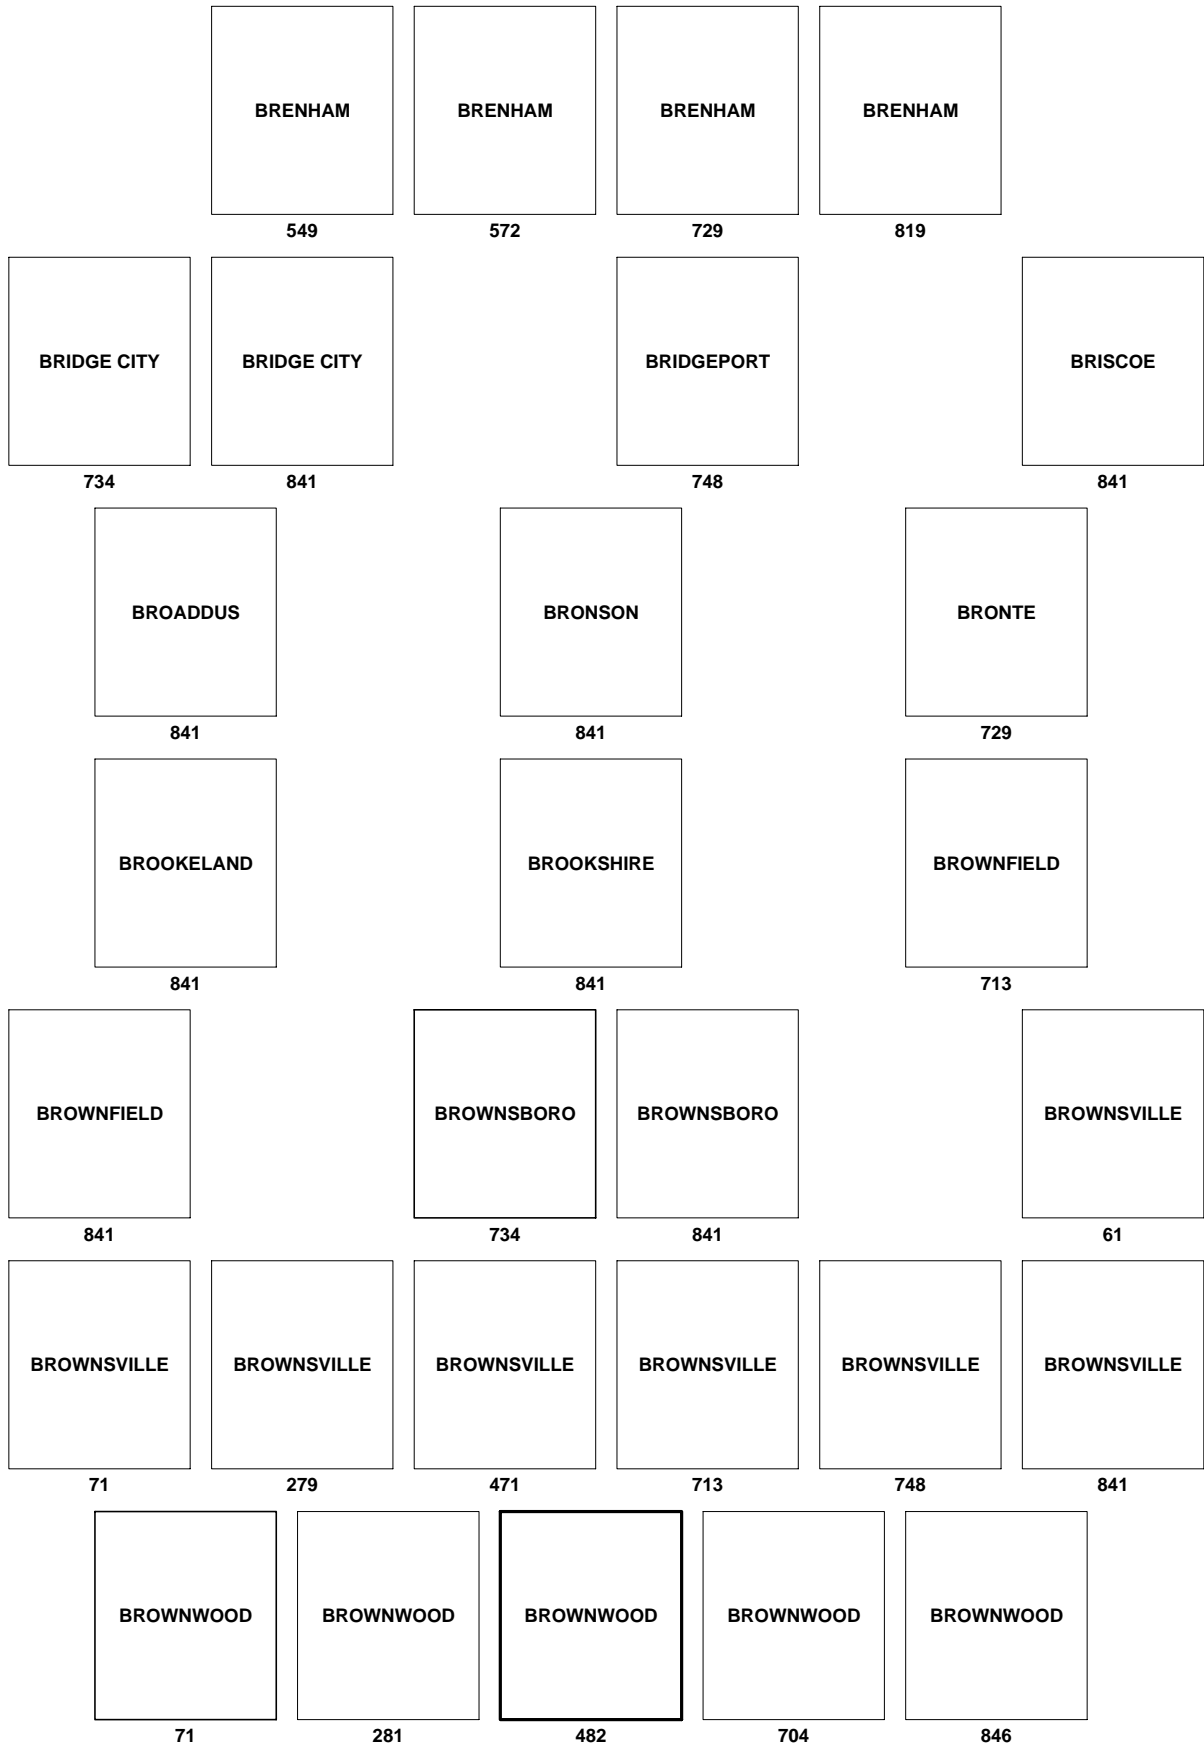 BRENHAM BRENHAM BRENHAM BRENHAM
549 572 729 819
BRIDGE CITY BRIDGE CITY BRIDGEPORT BRISCOE
734 841 748 841
BROADDUS BRONSON BRONTE
841 841 729
BROOKELAND BROOKSHIRE BROWNFIELD
841 841 713
BROWNFIELD BROWNSBORO BROWNSBORO BROWNSVILLE
841 734 841 61
BROWNSVILLE BROWNSVILLE BROWNSVILLE BROWNSVILLE BROWNSVILLE BROWNSVILLE
71 279 471 713 748 841
BROWNWOOD BROWNWOOD BROWNWOOD BROWNWOOD BROWNWOOD
71 281 482 704 846